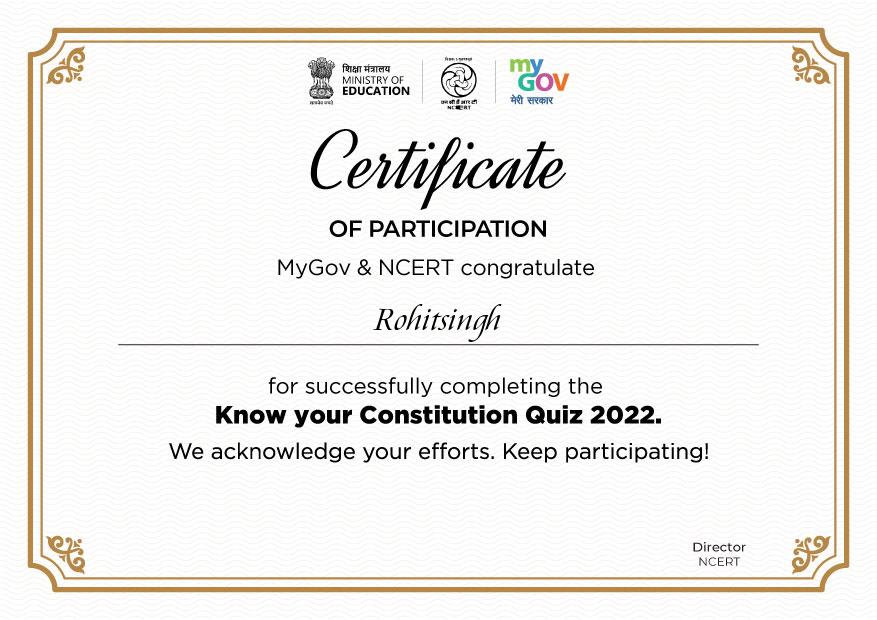 शिक्षा मंत्रालय
MINISTRY OF
EDUCATION
सत्यमेव जयते
एन सी ई आर टी
NCERT
my
GOV
मेरी सरकार
Certificate
OF PARTICIPATION
MyGov & NCERT congratulate
Rohitsingh
for successfully completing the
Know your Constitution Quiz 2022.
We acknowledge your efforts. Keep participating!
Director
NCERT